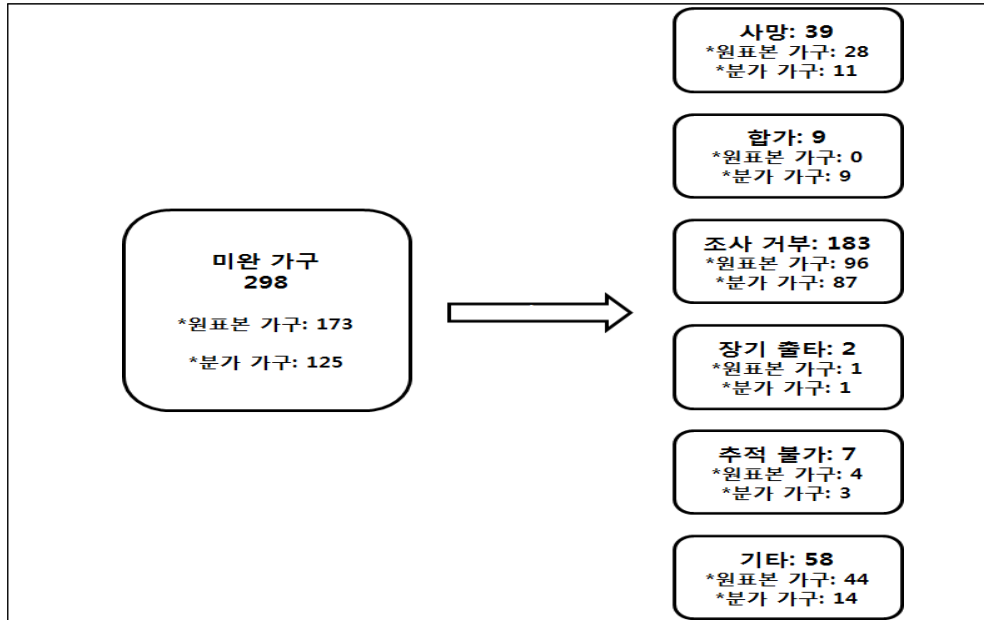 미완 가구
298
*원표본 가구: 173
*분가 가구: 125
사망: 39
*원표본 가구: 28
*분가 가구: 11
합가: 9
*원표본 가구: 0
*분가 가구: 9
조사 거부: 183
*원표본 가구: 96
*분가 가구: 87
장기 출타: 2
*원표본 가구: 1
*분가 가구: 1
추적 불가: 7
*원표본 가구: 4
*분가 가구: 3
기타: 58
*원표본 가구: 44
*분가 가구: 14